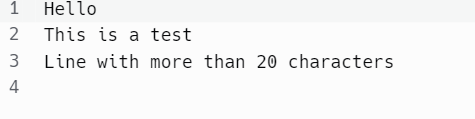 1 Hello
2 This is a test
3 Line with more than 20 characters
4